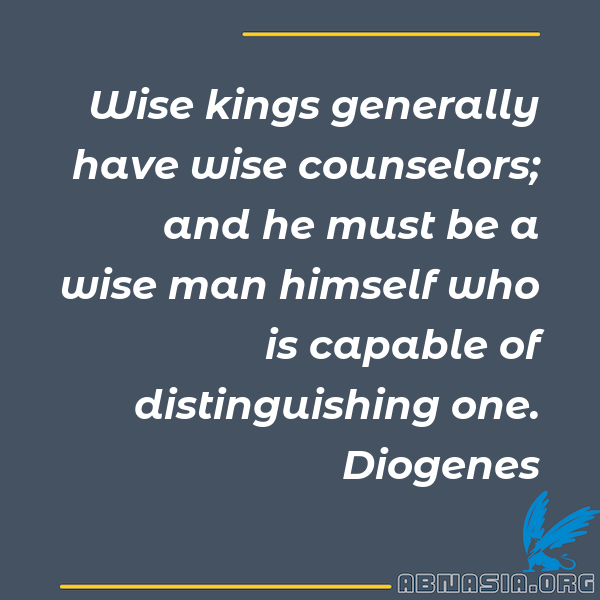 Wise kings generally
have wise counselors;
and he must be a
wise man himself who
is capable of
distinguishing one.
Diogenes
ABNASIA.ORG